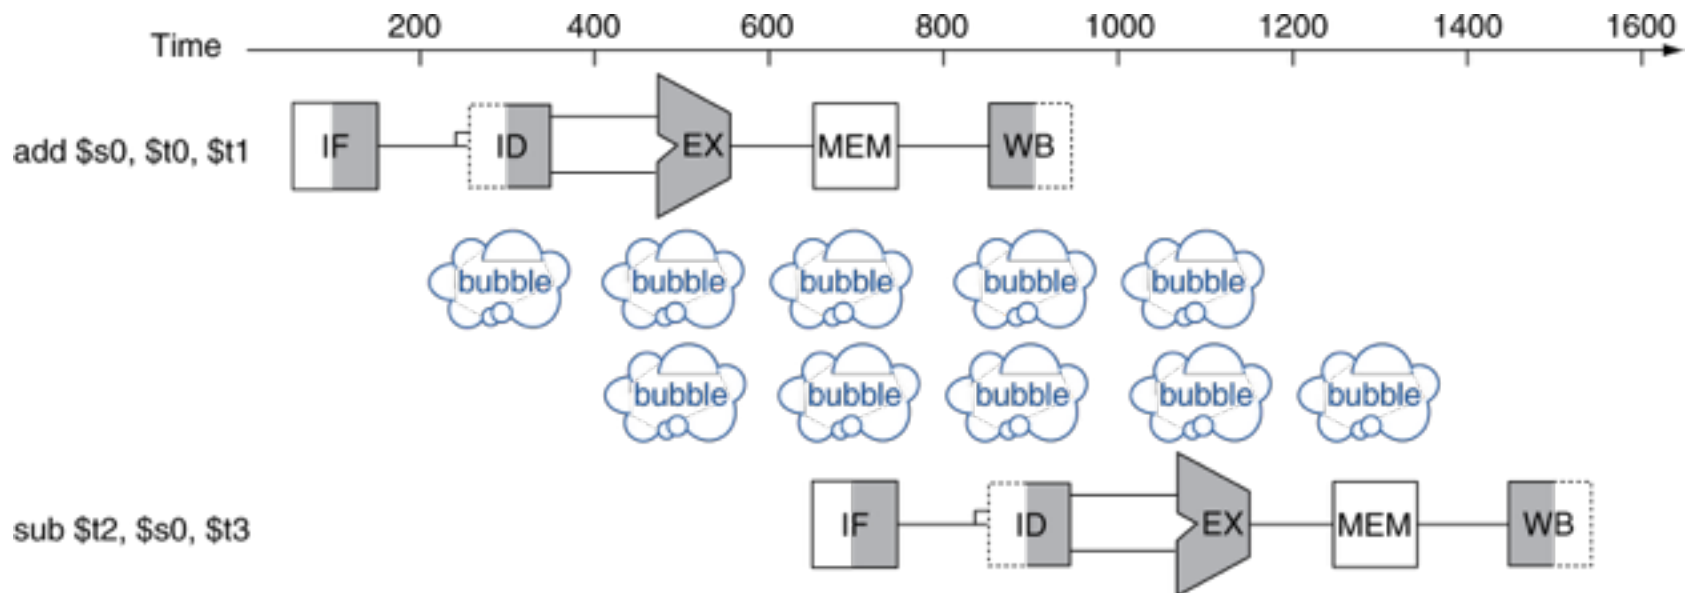 200 400 600 800 1000 1200 1400 1600
Time
add $s0, $t0, $t1 IF ID EX MEM WB
bubble bubble bubble bubble bubble
bubble bubble bubble bubble bubble
sub $t2, $s0, $t3 IF ID EX MEM WB